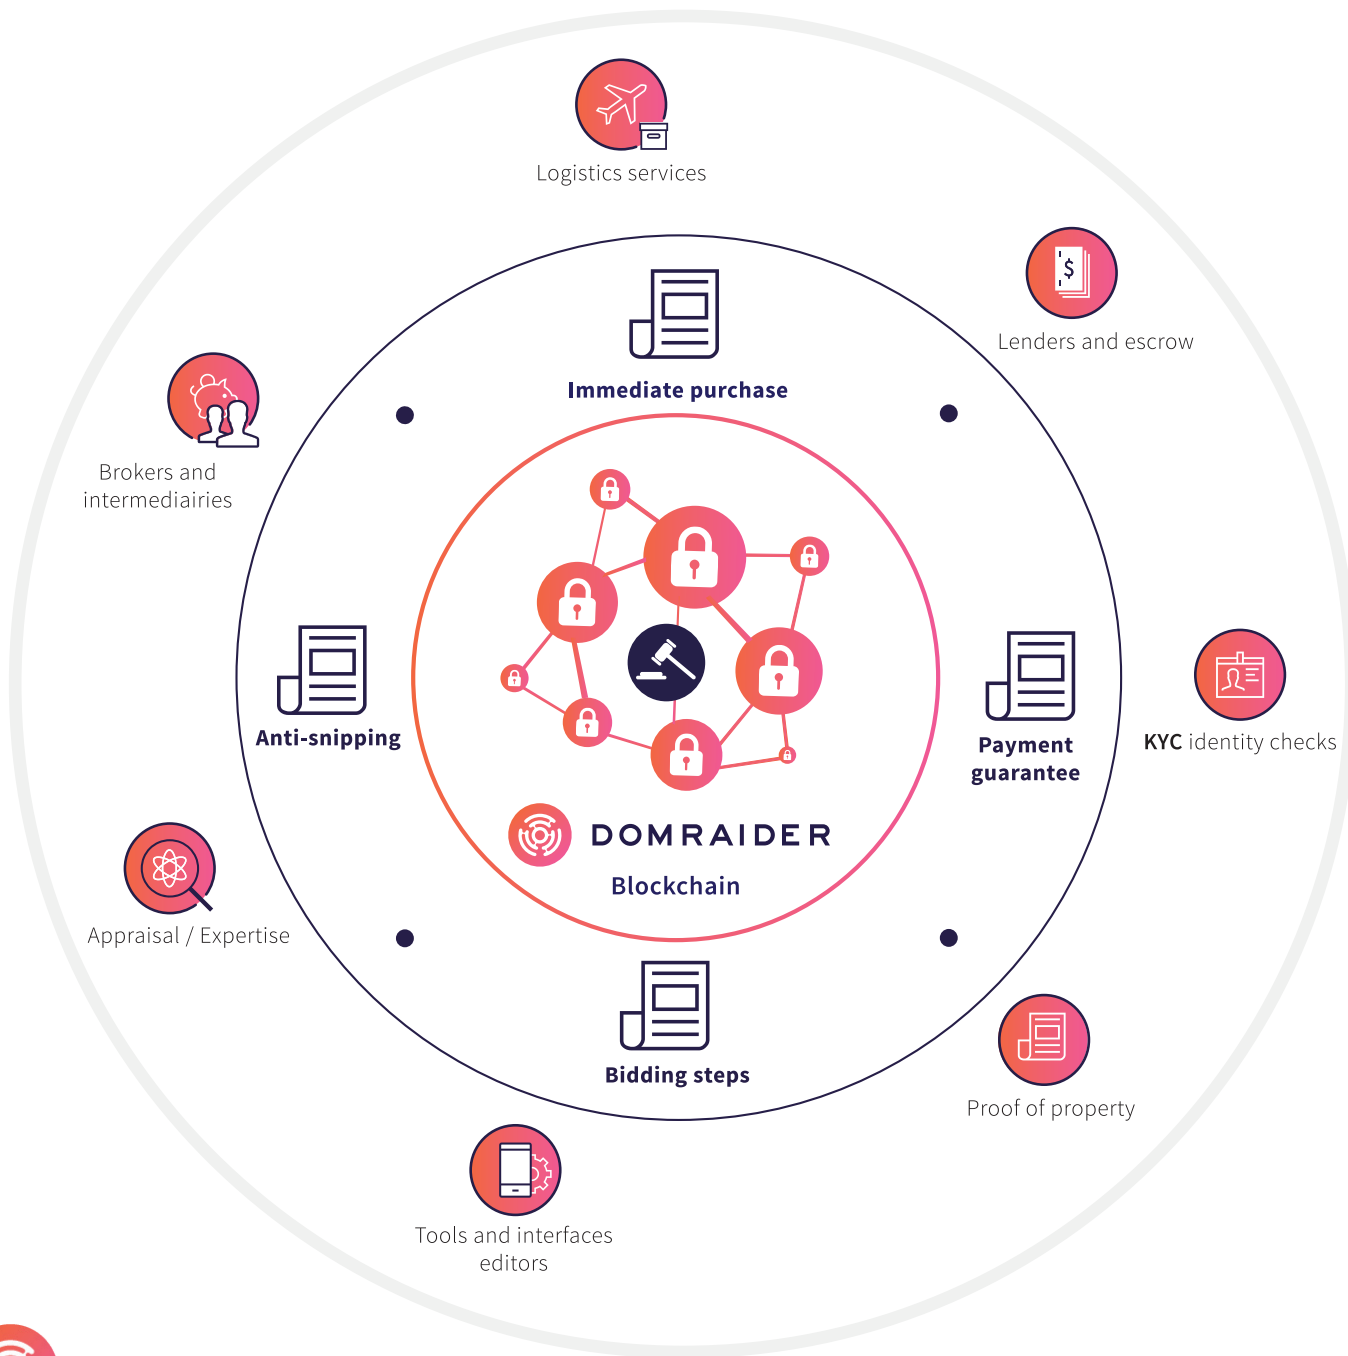 Logistics services
Lenders and escrow
$
Immediate purchase
Brokers and
intermediairies
Anti-snipping
Payment
guarantee
KYC identity checks
DOMRAIDER
Blockchain
Appraisal / Expertise
Bidding steps
Proof of property
Tools and interfaces
editors